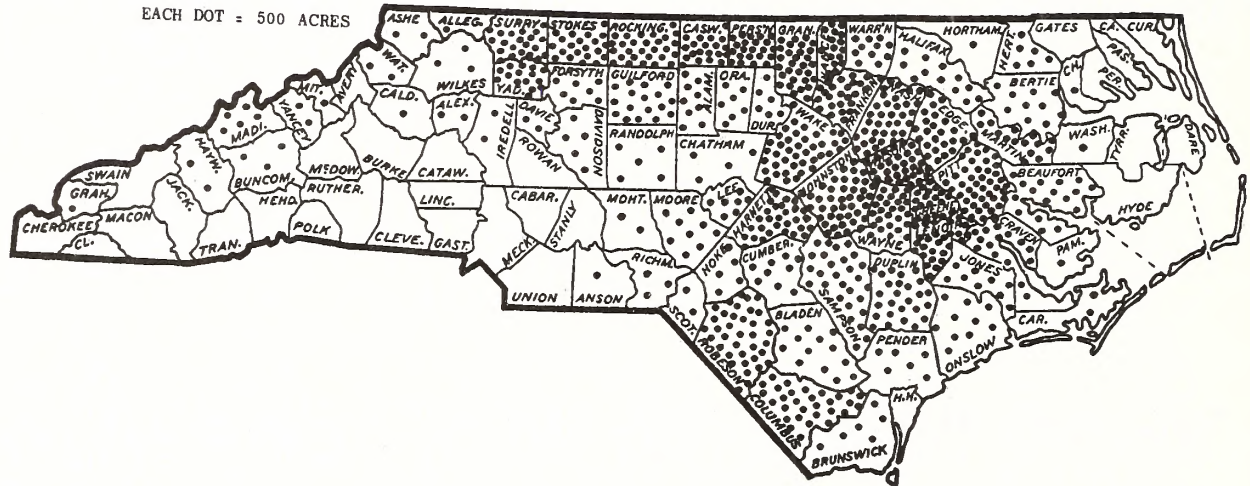 EACH DOT = 500 ACRES
ASHE
ALLEG.
SURRY
STOKES
ROCKING.
CASW.
PERS'N
GRAN.
WARR'N
HALIFAX
NORTHAM.
HERT.
GATES
CA.
CUR.
PAS.
PER.
CH.
WAT.
WILKES
YAD.
FORSYTH
GUILFORD
ALAM.
ORA.
DUR.
FRANKLIN
NASH
EDGE.
BERTIE
MIT.
AVERY
CALD.
ALEX.
IREDELL
DAVIE
DAVIDSON
RANDOLPH
CHATHAM
WAKE
MARTIN
WASH.
TYRR.
DARE
MADI.
YANCEY
HAYW.
BUNCOM.
McDOW.
BURKE
CATAW.
ROWAN
JOHNSTON
PITT
BEAUFORT
HYDE
SWAIN
GRAH.
JACK.
HEND.
RUTHER.
LINC.
CABAR.
STANLY
MONT.
MOORE
LEE
HARNETT
WAYNE
CRAVEN
PAM.
CHEROKEE
MACON
CL.
TRAN.
POLK
CLEVE.
GAST.
MECK.
UNION
ANSON
RICHM.
HOKE
CUMBER.
SAMPSON
DUPLIN
JONES
CAR.
SCOT.
ROBESON
BLADEN
PENDER
ONSLOW
COLUMBUS
N.H.
BRUNSWICK